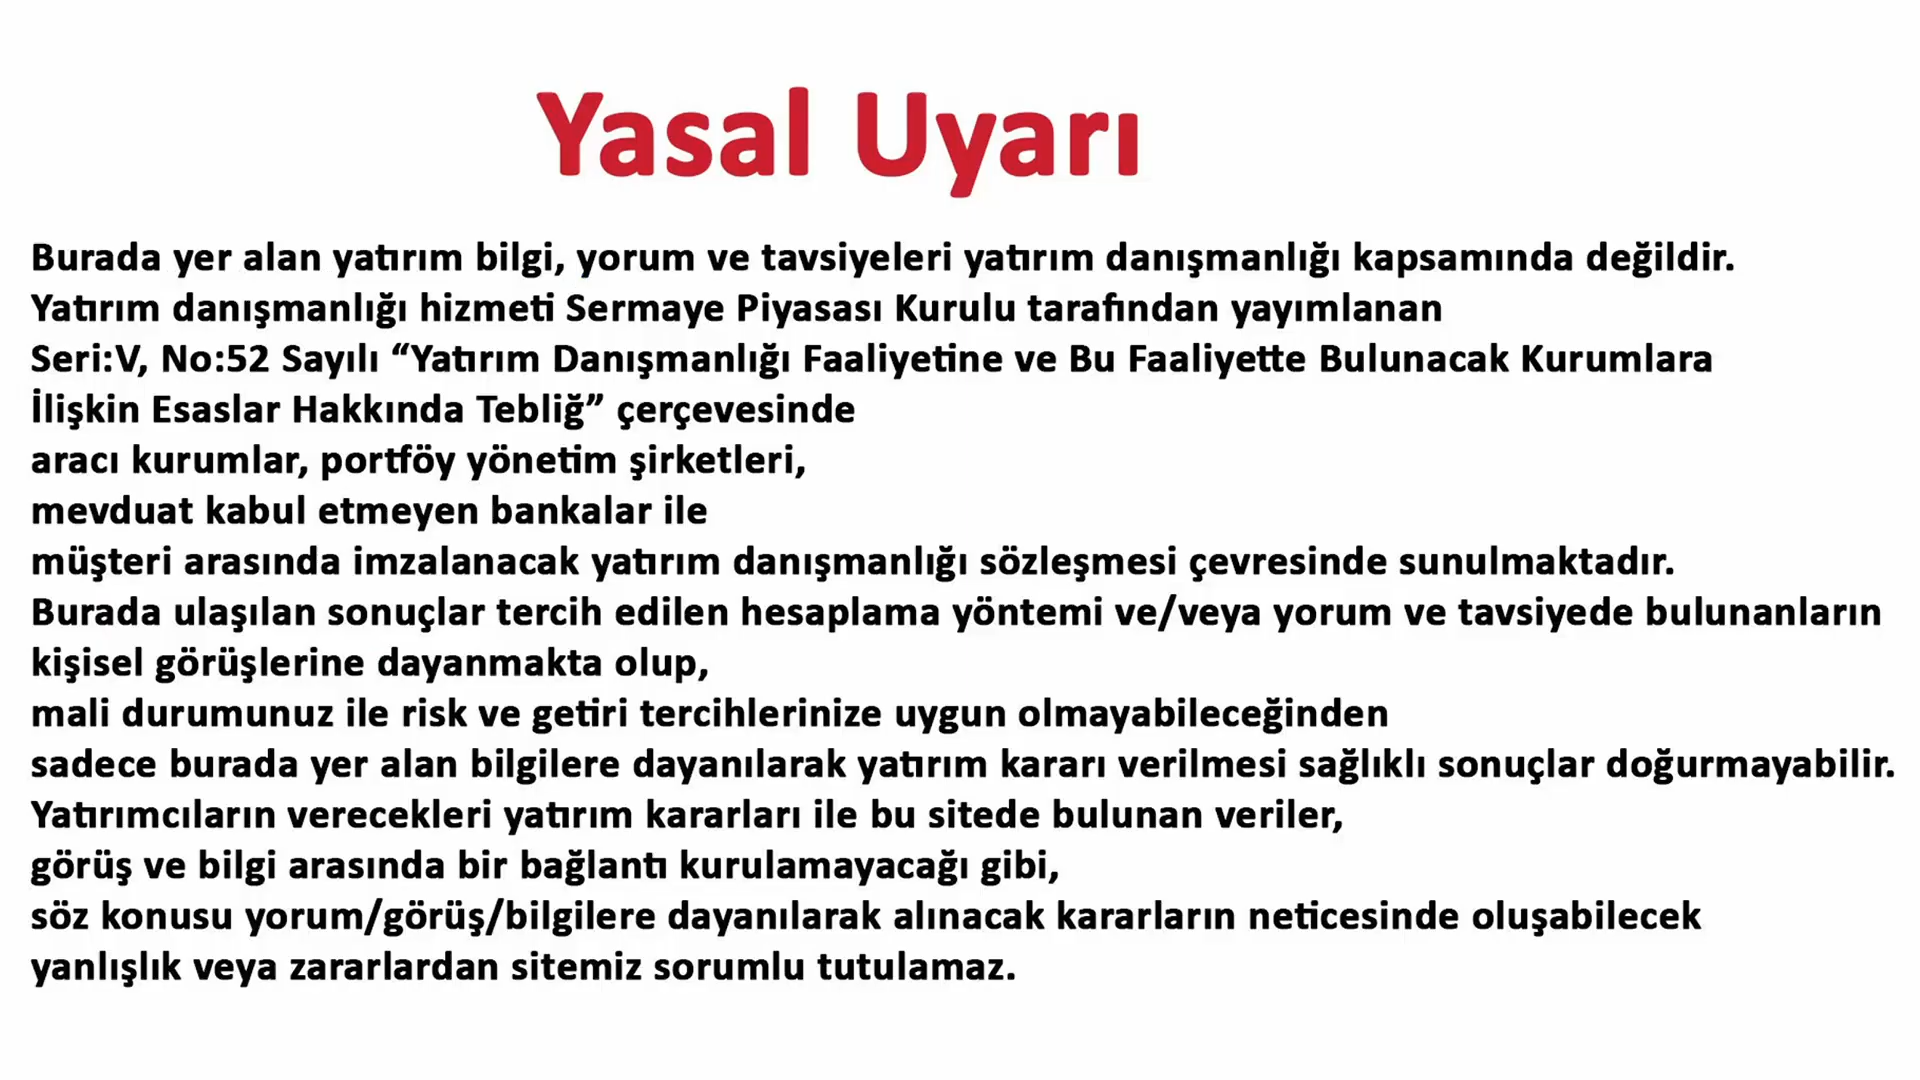 Yasal Uyarı
Burada yer alan yatırım bilgi, yorum ve tavsiyeleri yatırım danışmanlığı kapsamında değildir.
Yatırım danışmanlığı hizmeti Sermaye Piyasası Kurulu tarafından yayımlanan
Seri:V, No:52 Sayılı “Yatırım Danışmanlığı Faaliyetine ve Bu Faaliyette Bulunacak Kurumlara
İlişkin Esaslar Hakkında Tebliğ” çerçevesinde
aracı kurumlar, portföy yönetim şirketleri,
mevduat kabul etmeyen bankalar ile
müşteri arasında imzalanacak yatırım danışmanlığı sözleşmesi çevresinde sunulmaktadır.
Burada ulaşılan sonuçlar tercih edilen hesaplama yöntemi ve/veya yorum ve tavsiyede bulunanların
kişisel görüşlerine dayanmakta olup,
mali durumunuz ile risk ve getiri tercihlerinize uygun olmayabileceğinden
sadece burada yer alan bilgilere dayanılarak yatırım kararı verilmesi sağlıklı sonuçlar doğurmayabilir.
Yatırımcıların verecekleri yatırım kararları ile bu sitede bulunan veriler,
görüş ve bilgi arasında bir bağlantı kurulamayacağı gibi,
söz konusu yorum/görüş/bilgilere dayanılarak alınacak kararların neticesinde oluşabilecek
yanlışlık veya zararlardan sitemiz sorumlu tutulamaz.